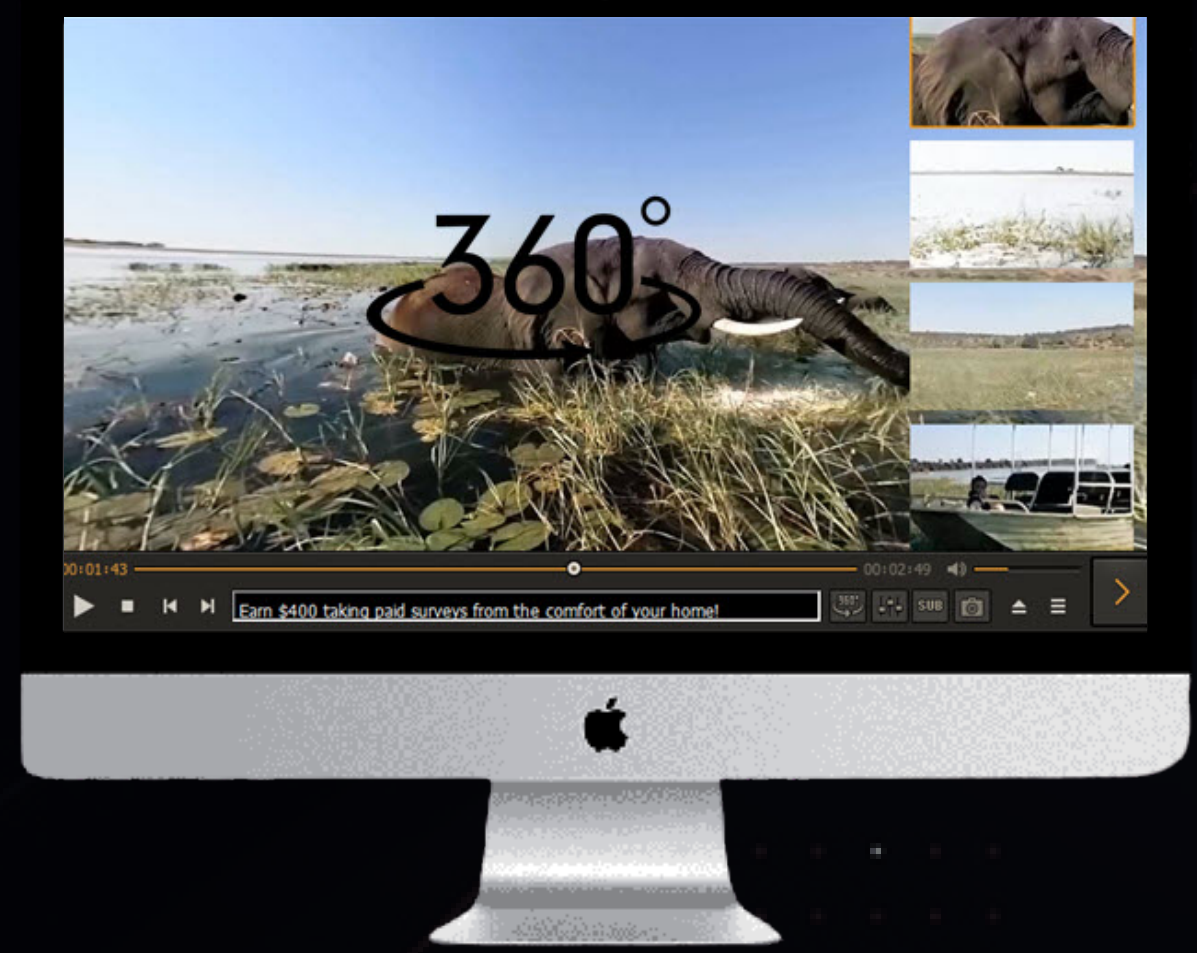 360°
00:01:43
00:02:49
Earn $400 taking paid surveys from the comfort of your home!
360°
SUB